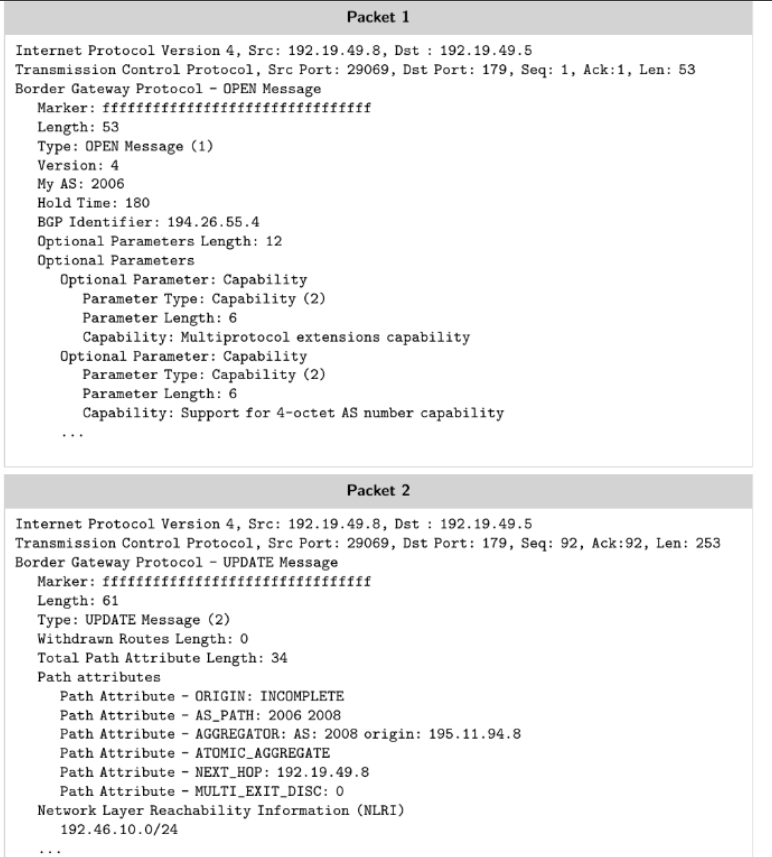 Packet 1
Internet Protocol Version 4, Src: 192.19.49.8, Dst : 192.19.49.5
Transmission Control Protocol, Src Port: 29069, Dst Port: 179, Seq: 1, Ack:1, Len: 53
Border Gateway Protocol - OPEN Message
Marker: ffffffffffffffffffffffffffffffff
Length: 53
Type: OPEN Message (1)
Version: 4
My AS: 2006
Hold Time: 180
BGP Identifier: 194.26.55.4
Optional Parameters Length: 12
Optional Parameters
Optional Parameter: Capability
Parameter Type: Capability (2)
Parameter Length: 6
Capability: Multiprotocol extensions capability
Optional Parameter: Capability
Parameter Type: Capability (2)
Parameter Length: 6
Capability: Support for 4-octet AS number capability
...
Packet 2
Internet Protocol Version 4, Src: 192.19.49.8, Dst : 192.19.49.5
Transmission Control Protocol, Src Port: 29069, Dst Port: 179, Seq: 92, Ack:92, Len: 253
Border Gateway Protocol - UPDATE Message
Marker: ffffffffffffffffffffffffffffffff
Length: 61
Type: UPDATE Message (2)
Withdrawn Routes Length: 0
Total Path Attribute Length: 34
Path attributes
Path Attribute - ORIGIN: INCOMPLETE
Path Attribute - AS_PATH: 2006 2008
Path Attribute - AGGREGATOR: AS: 2008 origin: 195.11.94.8
Path Attribute - ATOMIC_AGGREGATE
Path Attribute - NEXT_HOP: 192.19.49.8
Path Attribute - MULTI_EXIT_DISC: 0
Network Layer Reachability Information (NLRI)
192.46.10.0/24
...